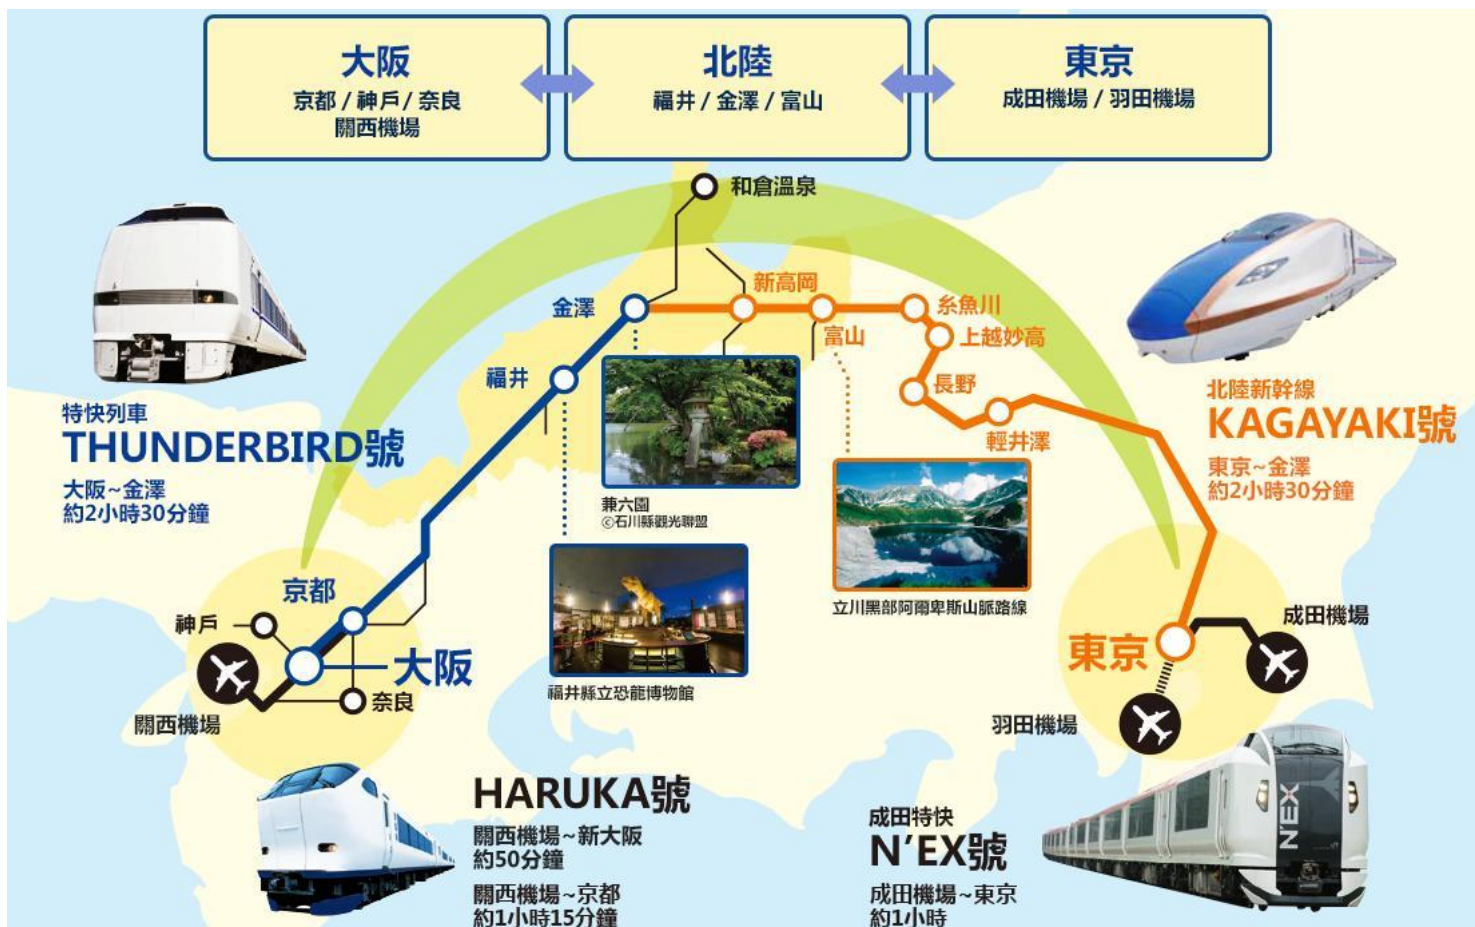 大阪
京都 / 神戶 / 奈良
關西機場
北陸
福井 / 金澤 / 富山
東京
成田機場 / 羽田機場
和倉溫泉
新高岡
金澤
糸魚川
富山
上越妙高
福井
長野
輕井澤
特快列車
THUNDERBIRD號
大阪~金澤
約2小時30分鐘
北陸新幹線
KAGAYAKI號
東京~金澤
約2小時30分鐘
兼六園
©石川縣觀光聯盟
立川黑部阿爾卑斯山脈路線
福井縣立恐龍博物館
京都
神戶
大阪
奈良
關西機場
東京
成田機場
羽田機場
HARUKA號
關西機場~新大阪
約50分鐘
關西機場~京都
約1小時15分鐘
成田特快
N'EX號
成田機場~東京
約1小時
N'EX